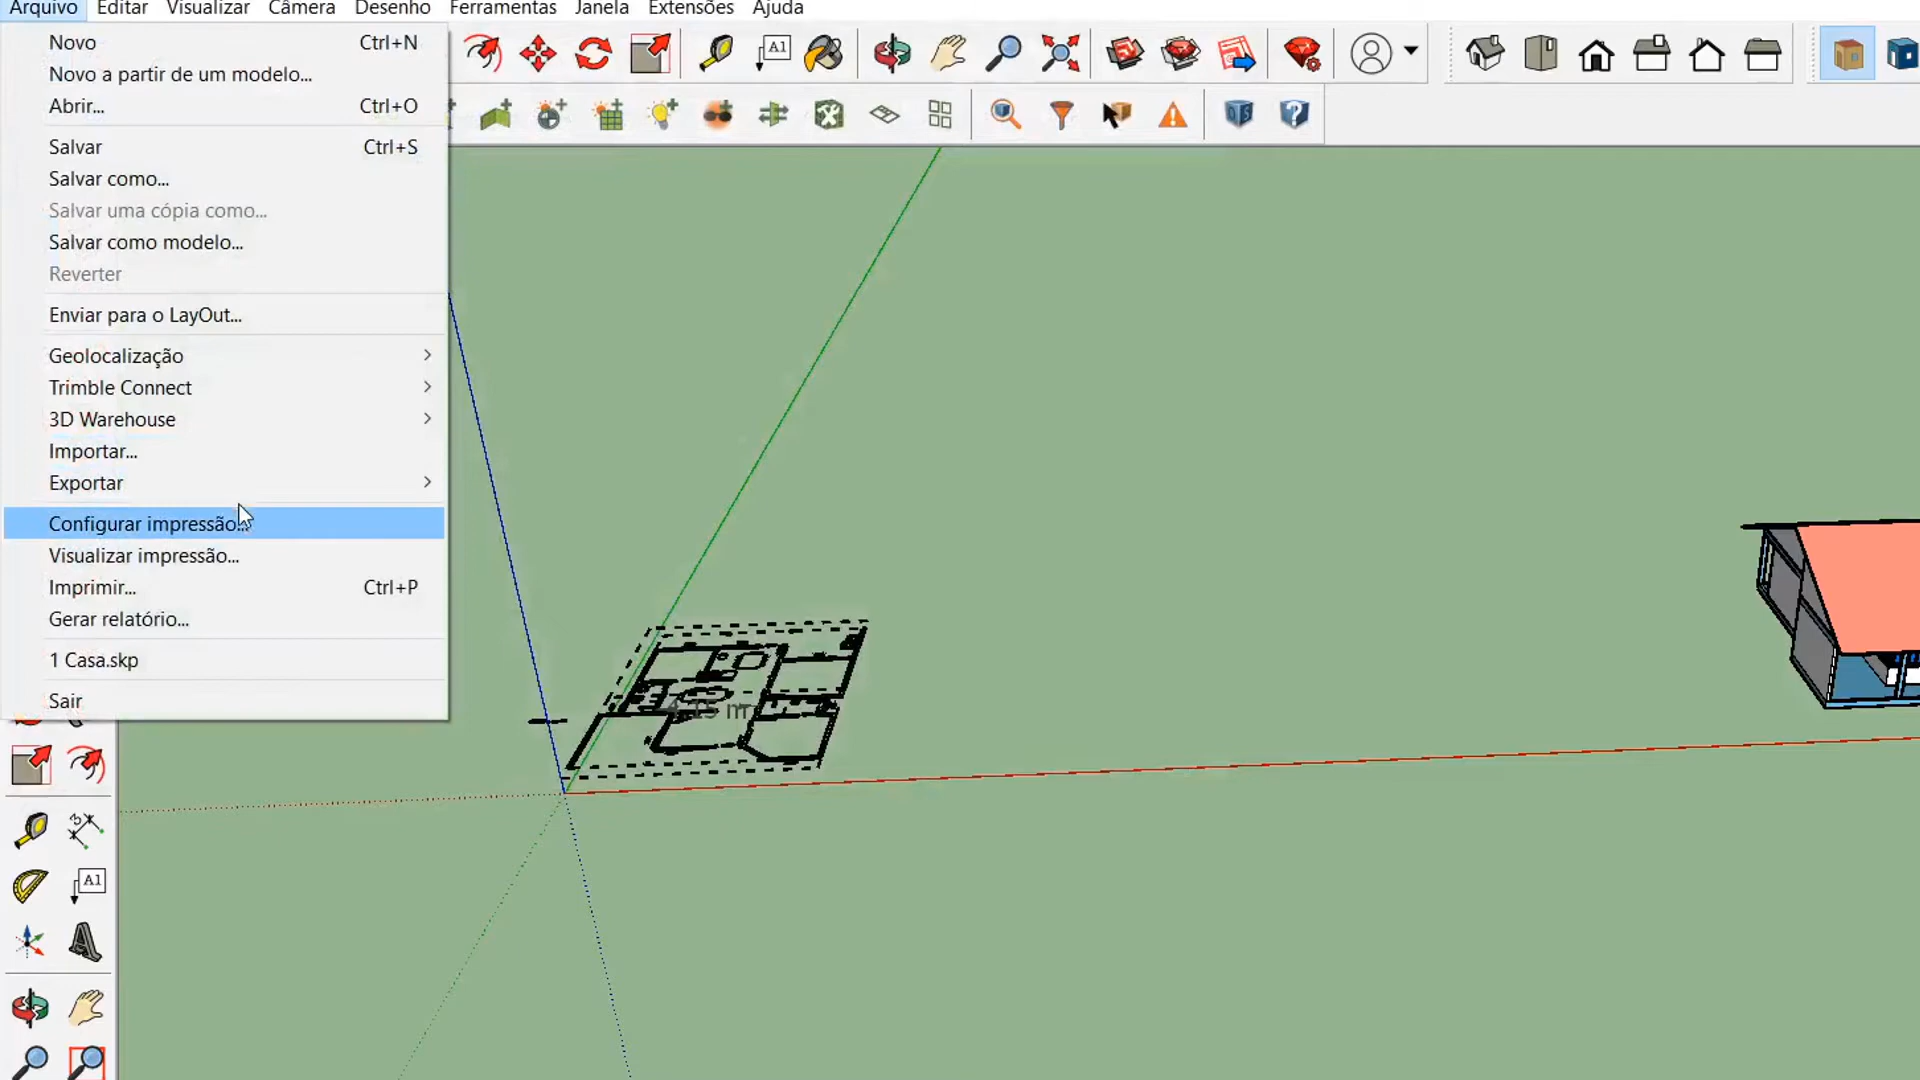 Arquivo Editar Visualizar Câmera Desenho Ferramentas Janela Extensões Ajuda
Novo Ctrl+N
Novo a partir de um modelo...
Abrir... Ctrl+O
Salvar Ctrl+S
Salvar como...
Salvar uma cópia como...
Salvar como modelo...
Reverter
Enviar para o LayOut...
Geolocalização
Trimble Connect
3D Warehouse
Importar...
Exportar
Configurar impressão...
Visualizar impressão...
Imprimir... Ctrl+P
Gerar relatório...
1 Casa.skp
Sair
A1
A1